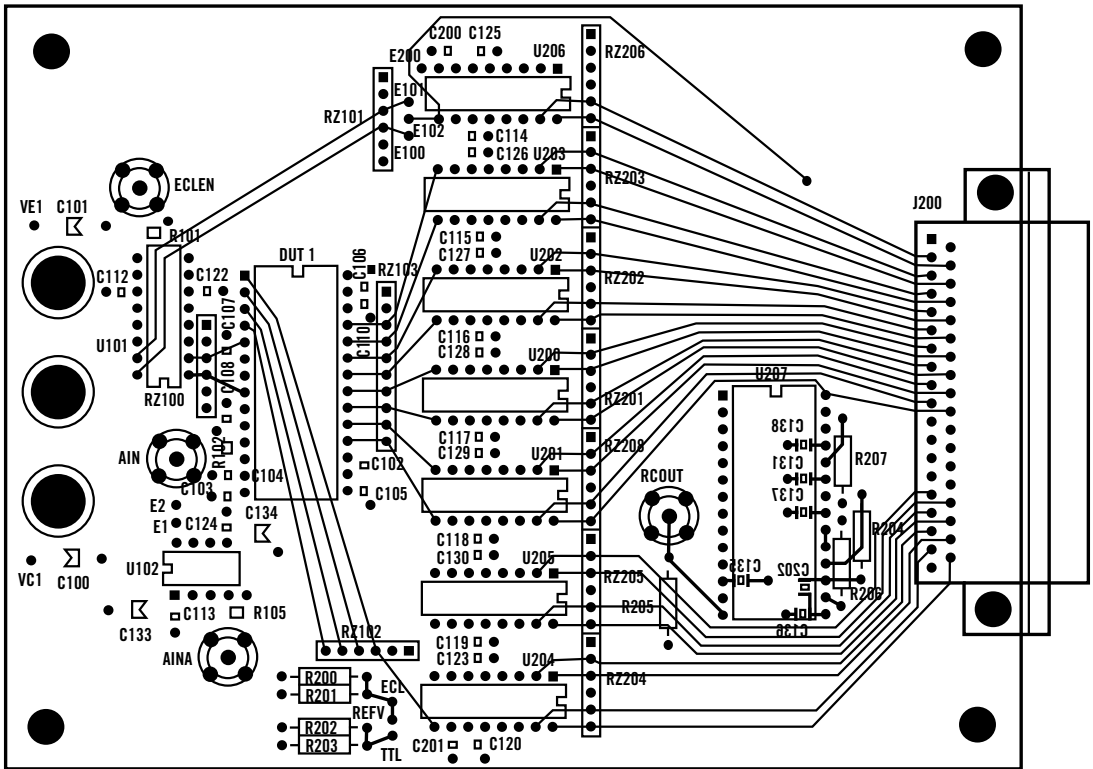 C200 C125
U206
RZ206
E200
E101
RZ101
E102
C114
E100
C126 U203
ECLEN
RZ203
VE1 C101
J200
R101
C115
DUT 1
C106
C127
U202
RZ103
C112
C122
RZ202
C107
C110
C116
U101
C128
U200
C108
U207
RZ100
RZ201
C138
C117
AIN
R102
C129
U201
RZ208
R207
C131
C102
C104
RCOUT
C103
C105
C137
E2
C134
E1
C124
R204
C118
C130
U205
VC1 C100
U102
C135
C202
RZ205
R206
C113
R105
R205
C133
C136
RZ102
C119
AINA
C123
U204
R200
RZ204
R201
ECL
REFV
R202
R203
TTL
C201
C120